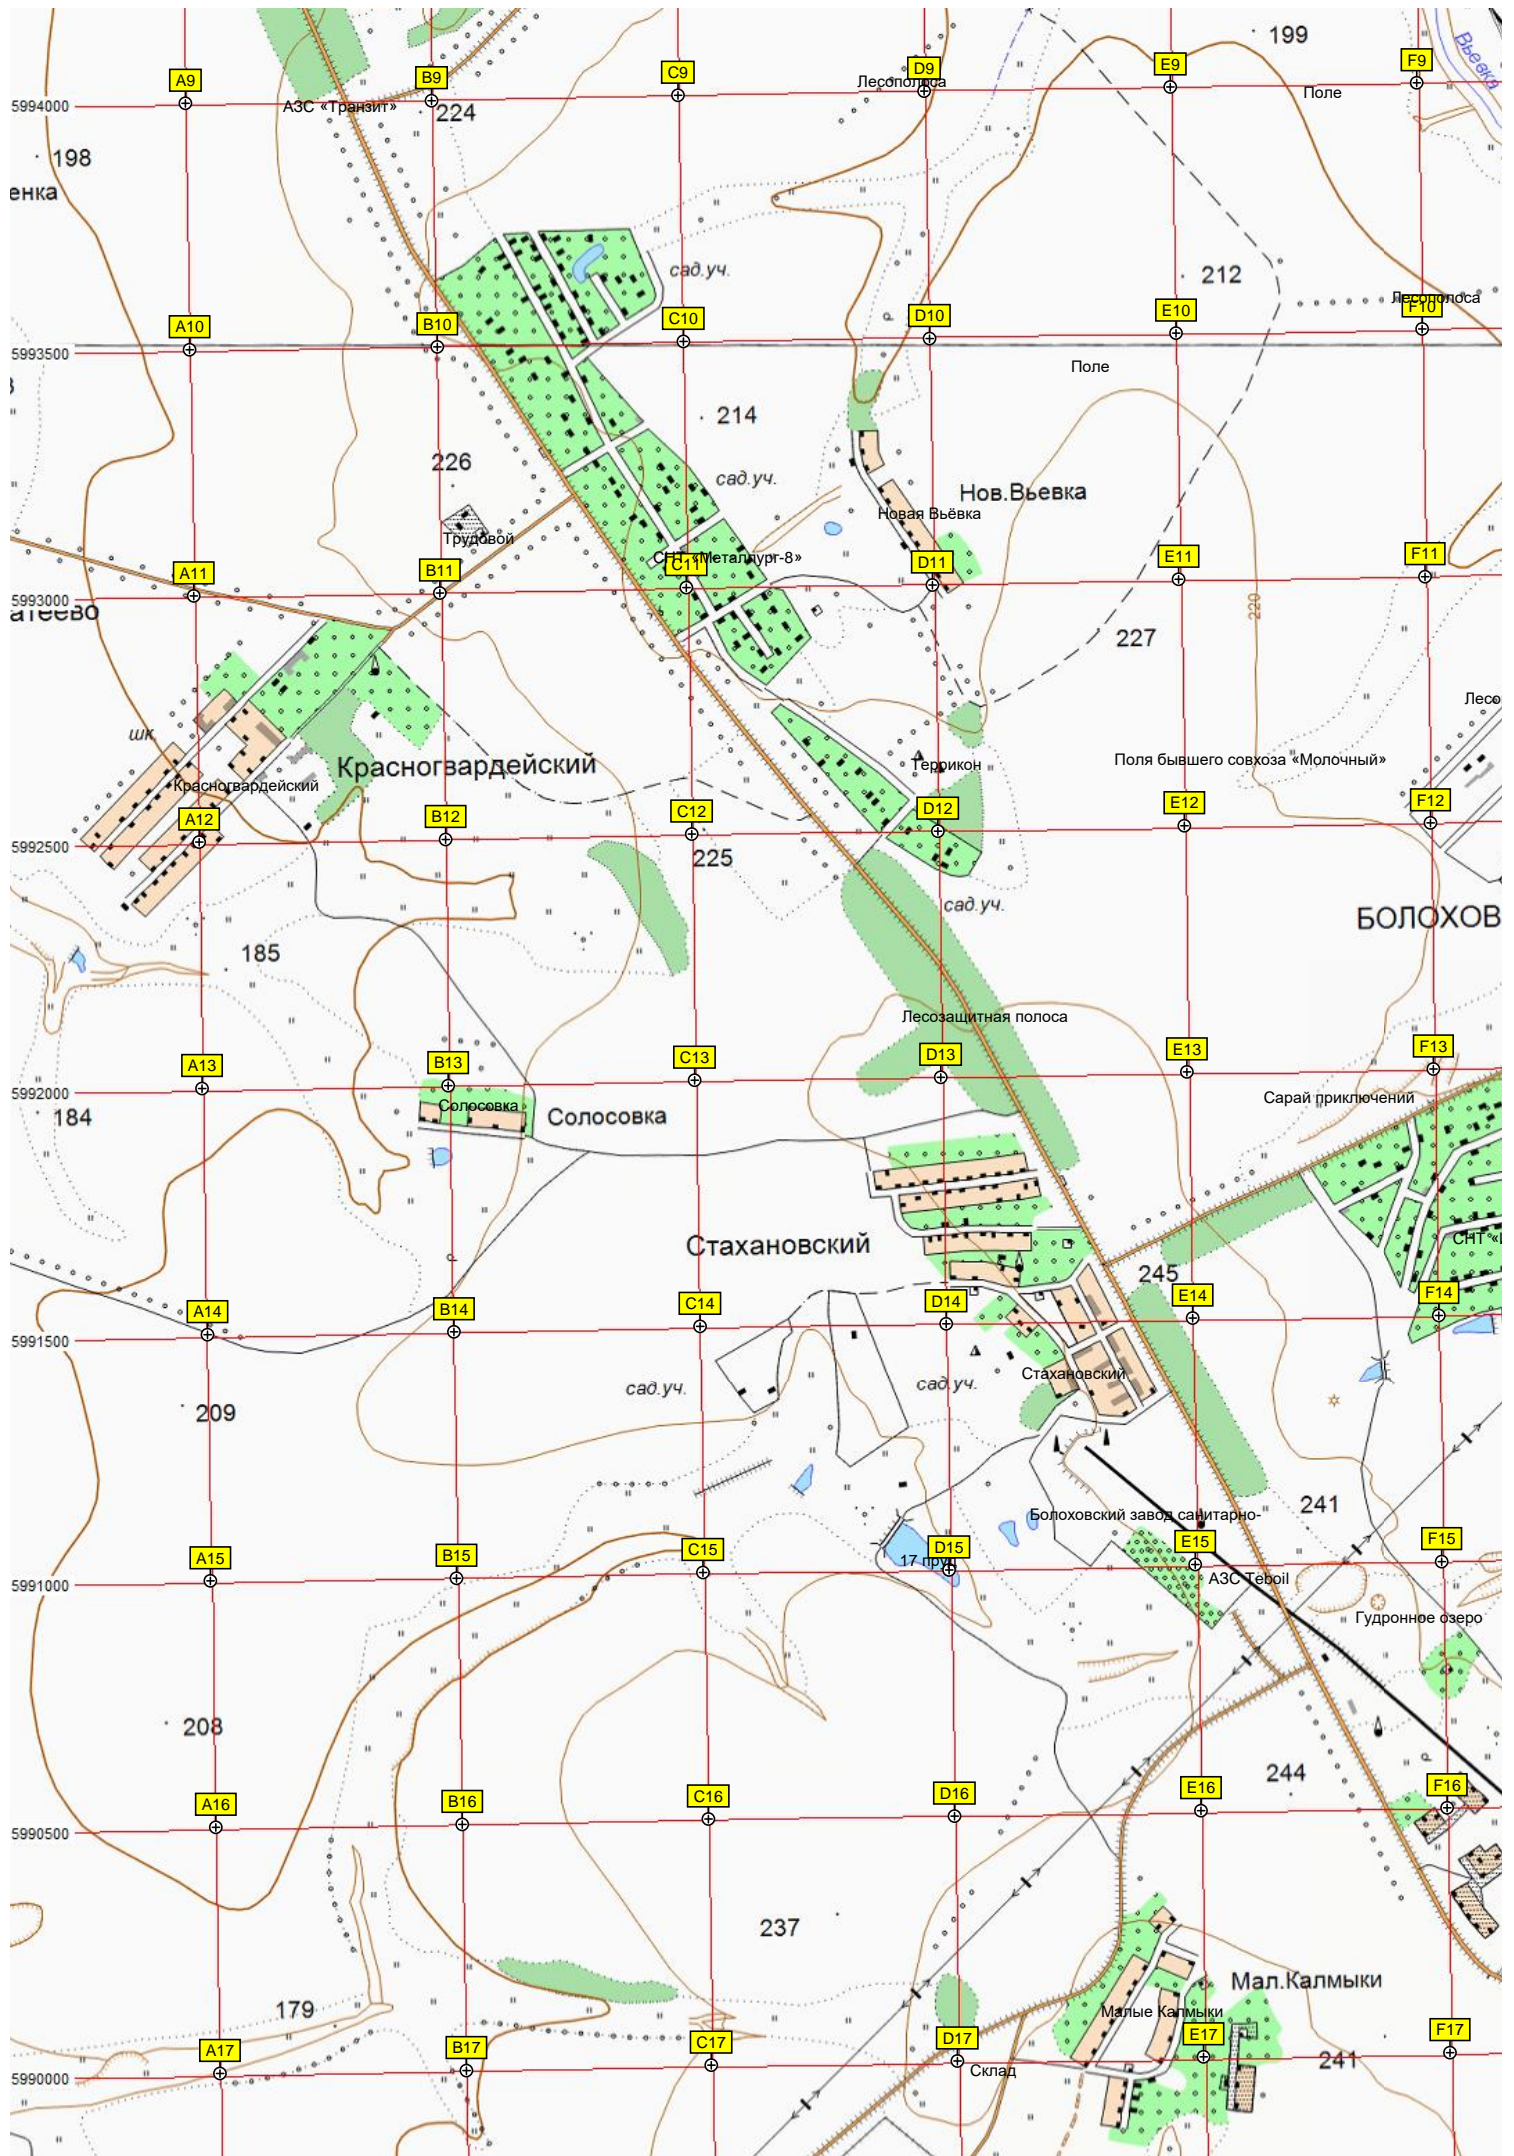 199
Вьевка
A9
B9
C9
D9
E9
F9
Лесополоса
Поле
АЗС «Транзит»
5994000
224
198
енка
сад.уч.
212
Лесополоса
A10
B10
C10
D10
E10
F10
5993500
Поле
214
226
сад.уч.
Нов.Вьевка
Новая Вьёвка
Трудовой
СНТ «Металлург-8»
A11
B11
C11
D11
E11
F11
5993000
атеево
220
227
Лесо
шк.
Красногвардейский
Красногвардейский
Террикон
Поля бывшего совхоза «Молочный»
A12
B12
C12
D12
E12
F12
5992500
225
сад.уч.
БОЛОХОВ
185
Лесозащитная полоса
A13
B13
C13
D13
E13
F13
5992000
184
Солосовка
Солосовка
Сарай приключений
Стахановский
СНТ «И
245
A14
B14
C14
D14
E14
F14
5991500
сад.уч.
сад.уч.
Стахановский
209
241
Болоховский завод санитарно-
A15
B15
C15
D15
E15
F15
17 пруд
5991000
АЗС Teboil
Гудронное озеро
208
244
A16
B16
C16
D16
E16
F16
5990500
237
Мал.Калмыки
179
Малые Калмыки
A17
B17
C17
D17
E17
F17
5990000
Склад
241